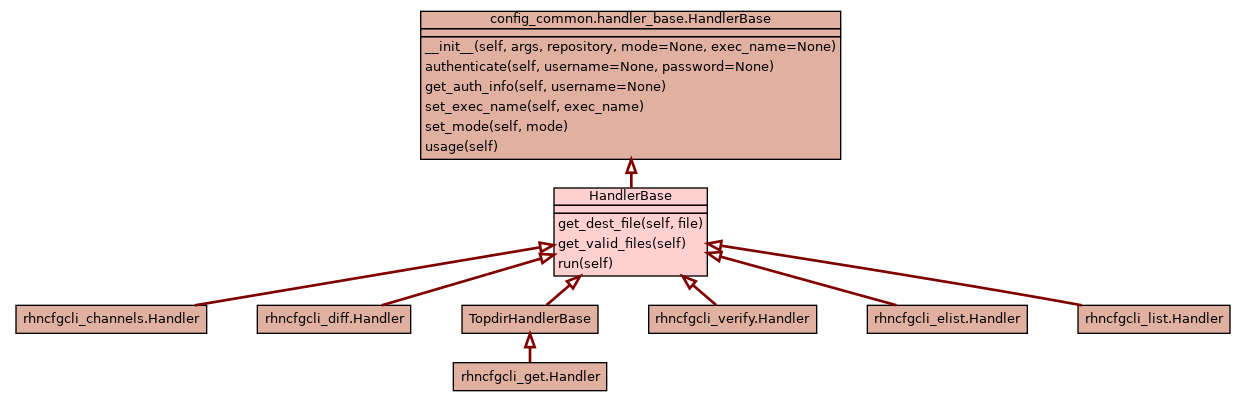 config_common.handler_base.HandlerBase
__init__(self, args, repository, mode=None, exec_name=None)
authenticate(self, username=None, password=None)
get_auth_info(self, username=None)
set_exec_name(self, exec_name)
set_mode(self, mode)
usage(self)
HandlerBase
get_dest_file(self, file)
get_valid_files(self)
run(self)
rhncfgcli_channels.Handler
rhncfgcli_diff.Handler
TopdirHandlerBase
rhncfgcli_verify.Handler
rhncfgcli_elist.Handler
rhncfgcli_list.Handler
rhncfgcli_get.Handler